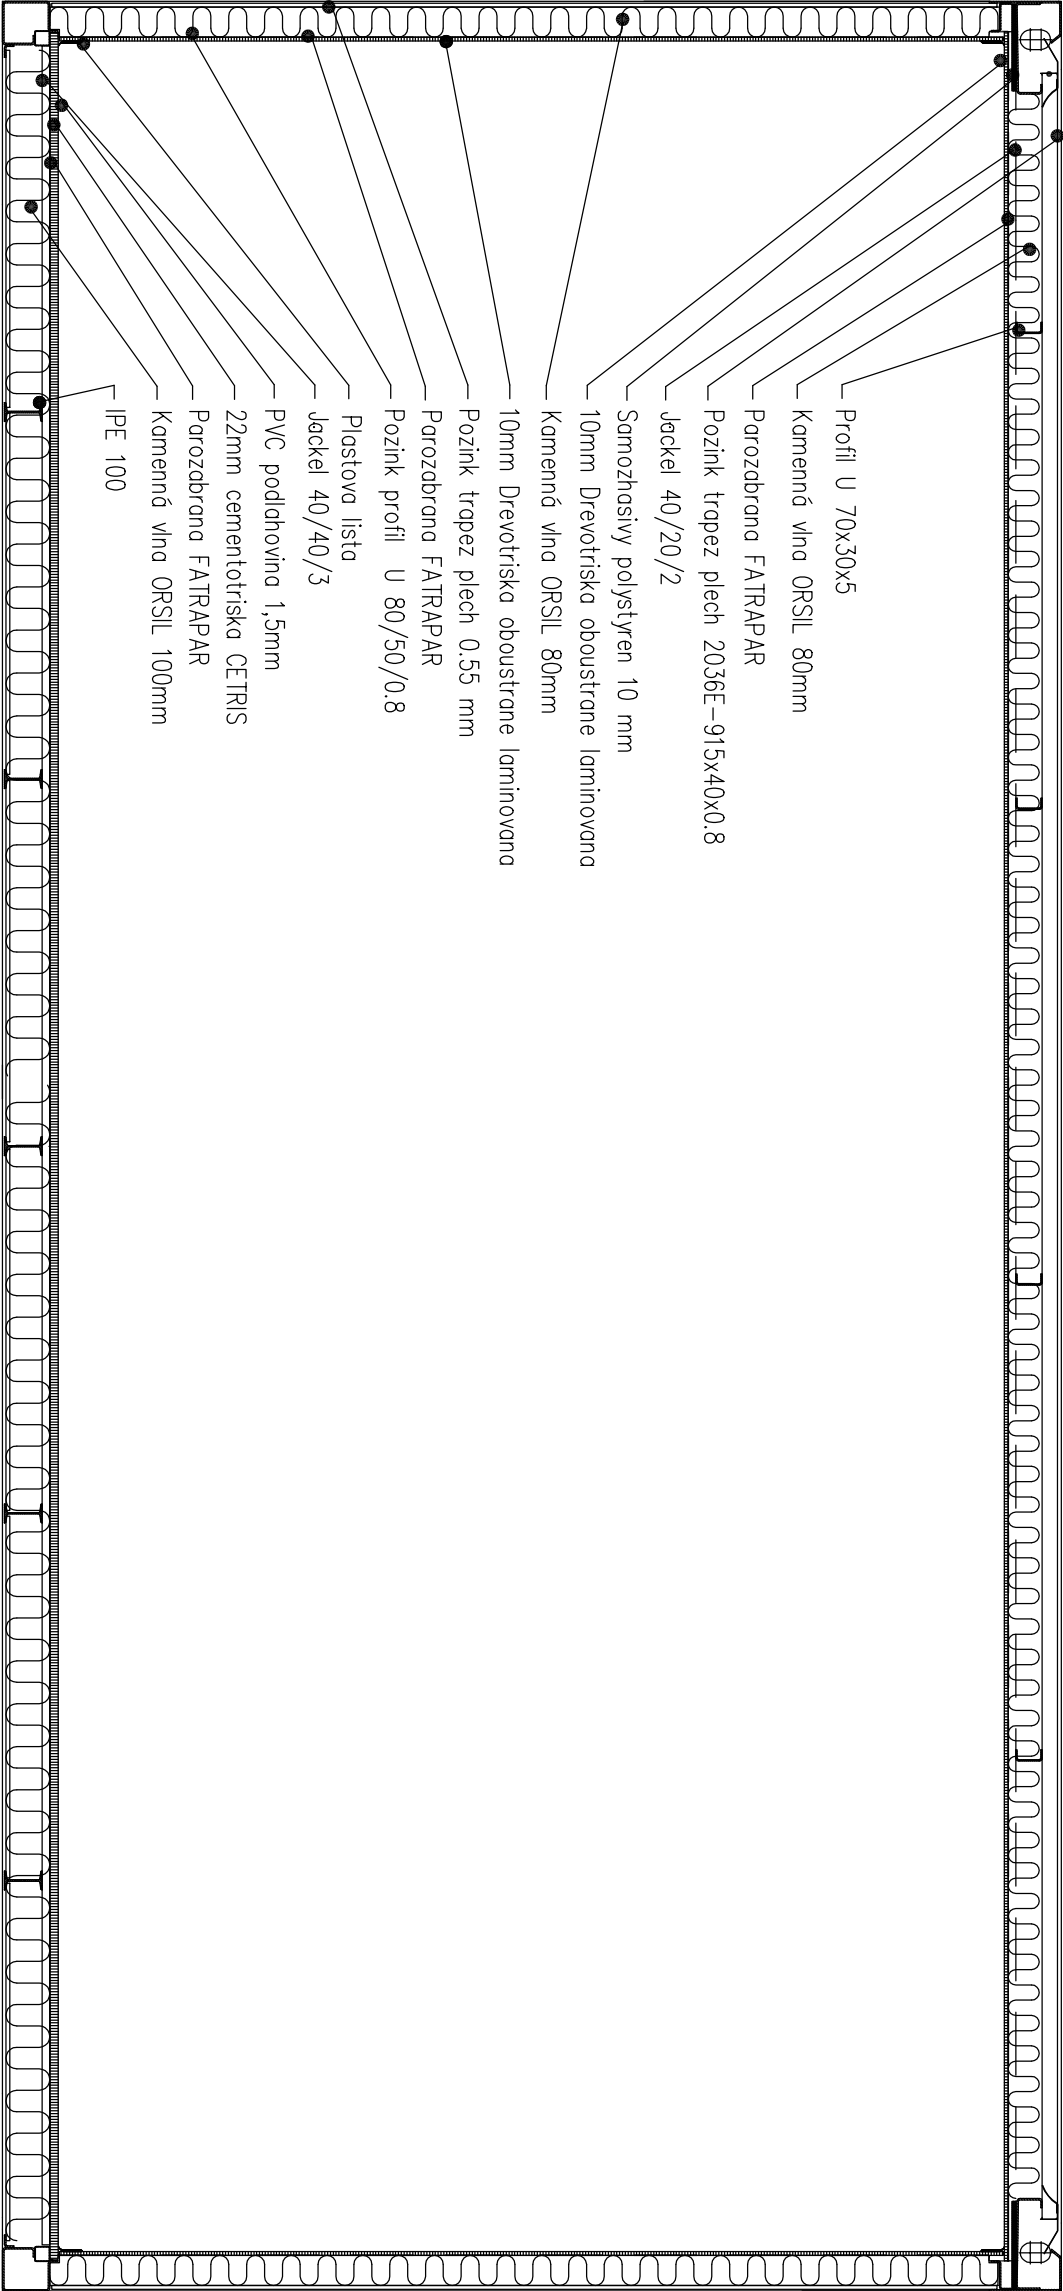 Profil U 70x30x5
Kamenná vlna ORSIL 80mm
Parozabrana FATRAPAR
Pozink trapez plech 2036E-915x40x0.8
Jackel 40/20/2
Samozhasivy polystyren 10 mm
10mm Drevotriska oboustrane laminovana
Kamenná vlna ORSIL 80mm
10mm Drevotriska oboustrane laminovana
Pozink trapez plech 0.55 mm
Parozabrana FATRAPAR
Pozink profil U 80/50/0.8
Plastova lista
Jackel 40/40/3
PVC podlahovina 1,5mm
22mm cementotriska CETRIS
Parozabrana FATRAPAR
Kamenná vlna ORSIL 100mm
IPE 100